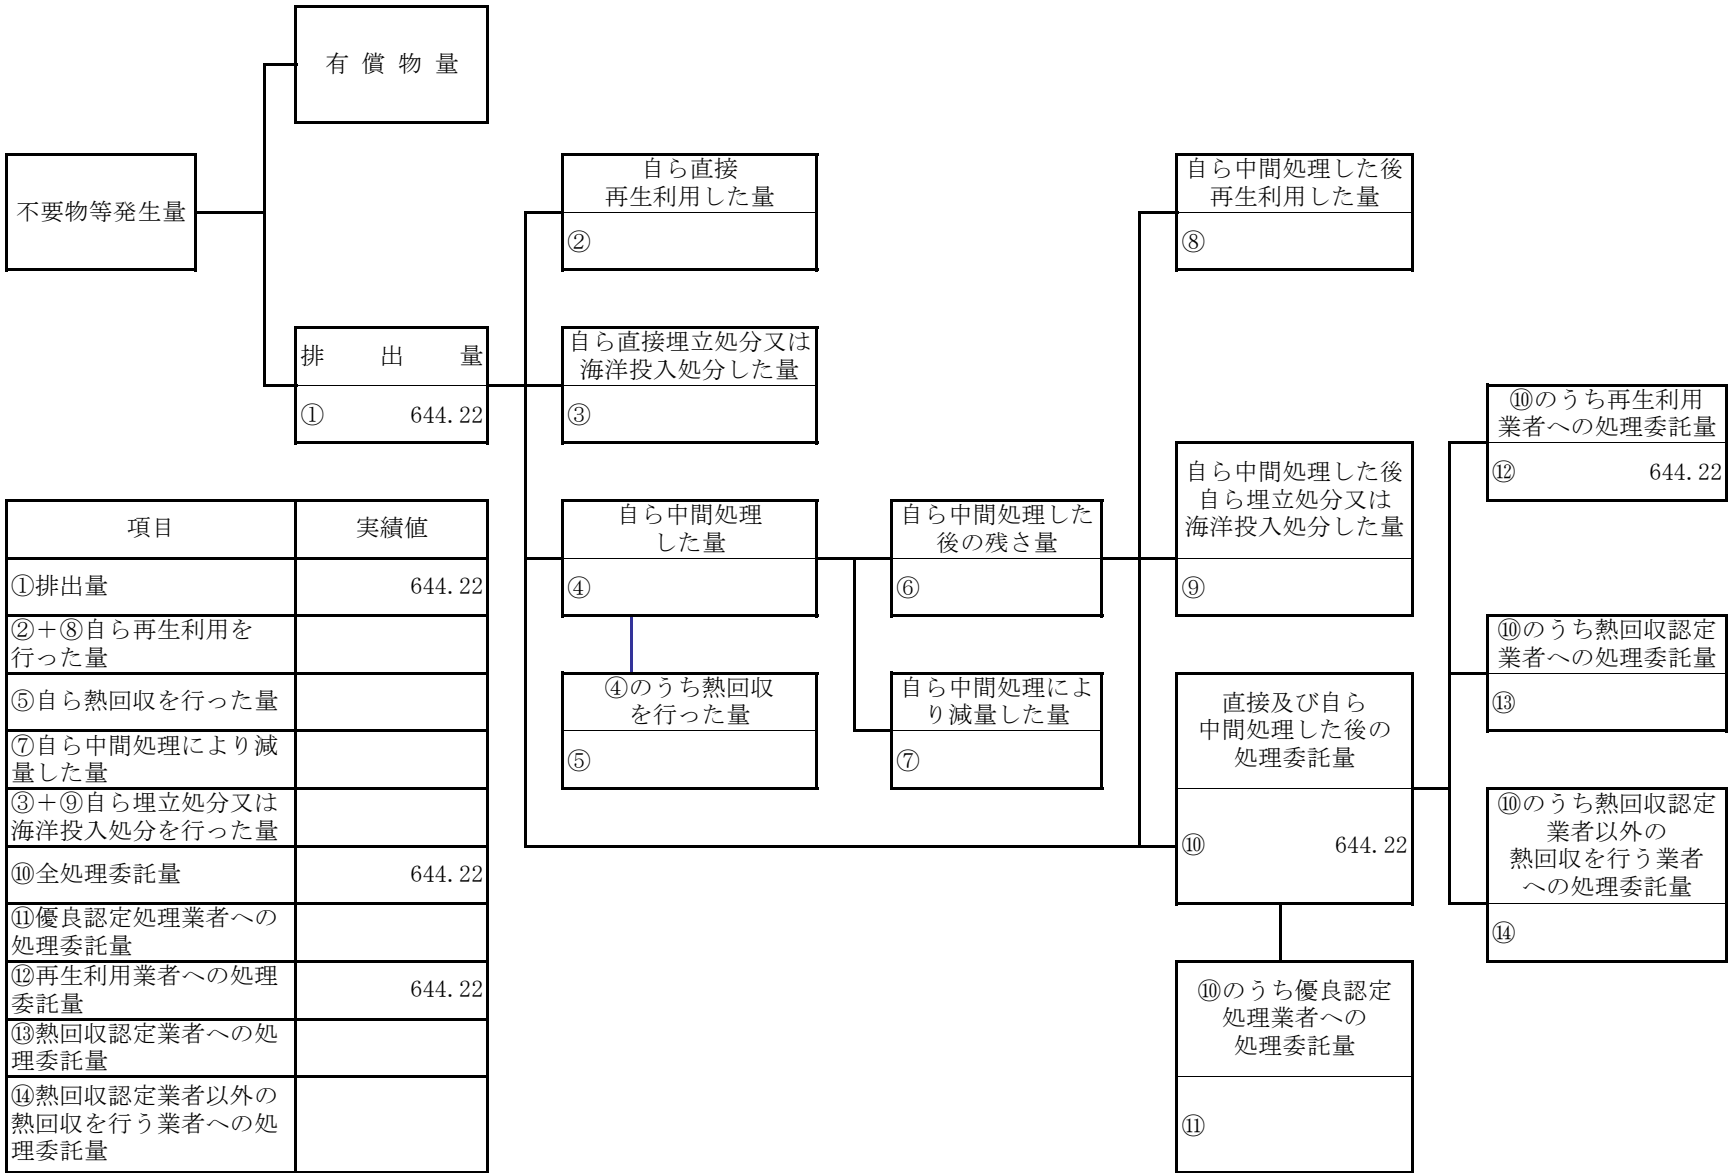 有償物量
不要物等発生量
自ら直接
再生利用した量
②
自ら中間処理した後
再生利用した量
⑧
排出量
① 644.22
自ら直接埋立処分又は
海洋投入処分した量
③
⑩のうち再生利用
業者への処理委託量
⑫ 644.22
自ら中間処理
した量
④
自ら中間処理した
後の残さ量
⑥
自ら中間処理した後
自ら埋立処分又は
海洋投入処分した量
⑨
⑩のうち熱回収認定
業者への処理委託量
⑬
④のうち熱回収
を行った量
⑤
自ら中間処理によ
り減量した量
⑦
直接及び自ら
中間処理した後の
処理委託量
⑩ 644.22
⑩のうち熱回収認定
業者以外の
熱回収を行う業者
への処理委託量
⑭
⑩のうち優良認定
処理業者への
処理委託量
⑪
項目 実績値
①排出量 644.22
②+⑧自ら再生利用を
行った量
⑤自ら熱回収を行った量
⑦自ら中間処理により減
量した量
③+⑨自ら埋立処分又は
海洋投入処分を行った量
⑩全処理委託量 644.22
⑪優良認定処理業者への
処理委託量
⑫再生利用業者への処理
委託量 644.22
⑬熱回収認定業者への処
理委託量
⑭熱回収認定業者以外の
熱回収を行う業者への処
理委託量